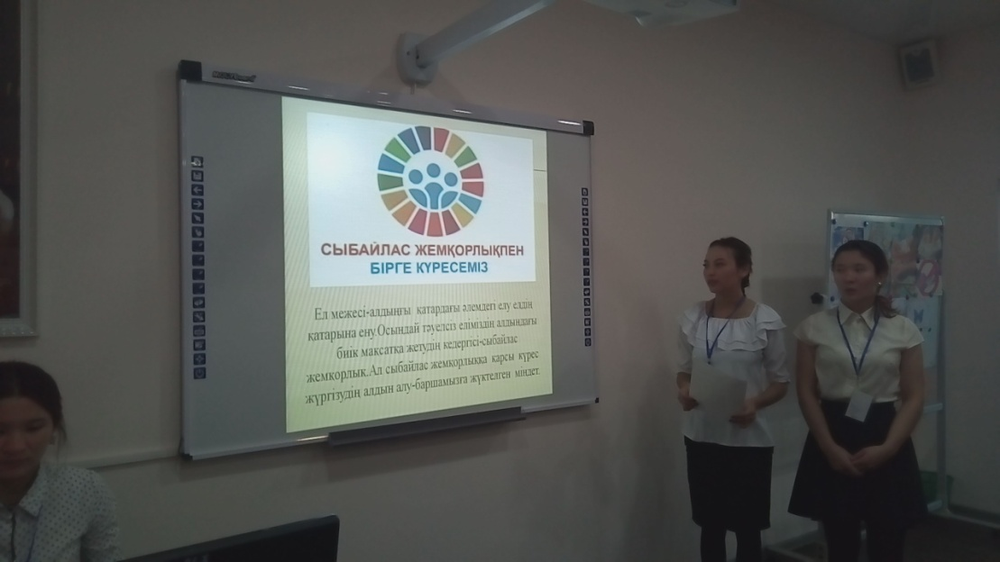 СЫБАЙЛАС ЖЕМҚОРЛЫҚПЕН
БІРГЕ КҮРЕСЕМІЗ
Ел межесі-алдыңғы катардағы әлемдегі елу елдің
қатарына ену.Осындай тәуелсіз еліміздің алдындағы
биік мақсатқа жетудің кедергісі-сыбайлас
жемқорлық.Ал сыбайлас жемқорлыққа қарсы күрес
жүргізудің алдын алу-баршамызға жүктелген міндет.